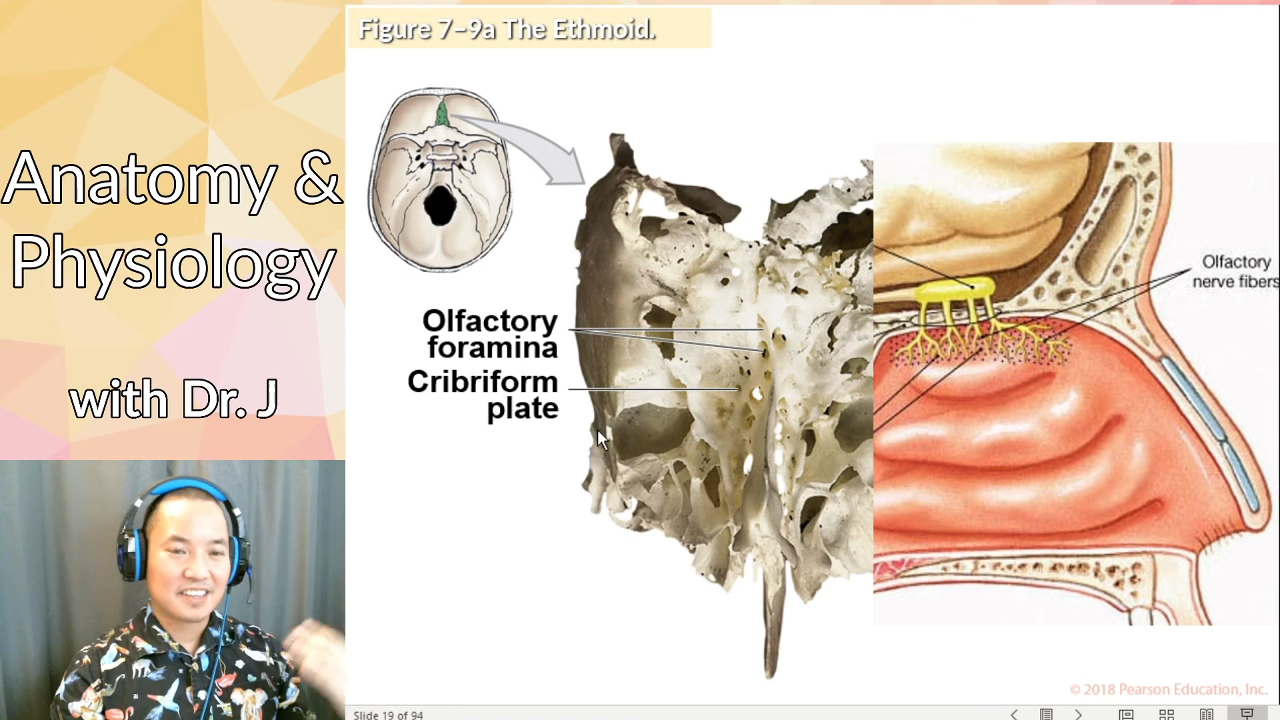 Figure 7–9a The Ethmoid.
Anatomy &
Physiology
with Dr. J
Olfactory
foramina
Cribriform
plate
Olfactory
nerve fibers
© 2018 Pearson Education, Inc.
Slide 19 of 94